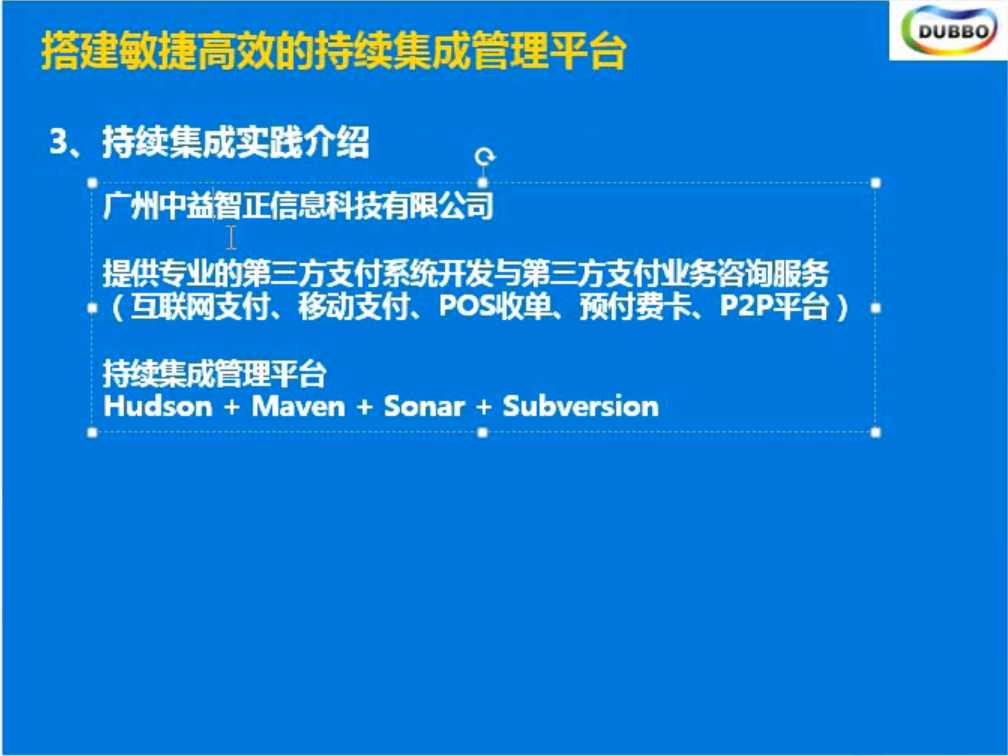 搭建敏捷高效的持续集成管理平台
DUBBO
3、持续集成实践介绍
广州中益智正信息科技有限公司
提供专业的第三方支付系统开发与第三方支付业务咨询服务
（互联网支付、移动支付、POS收单、预付费卡、P2P平台）
持续集成管理平台
Hudson + Maven + Sonar + Subversion